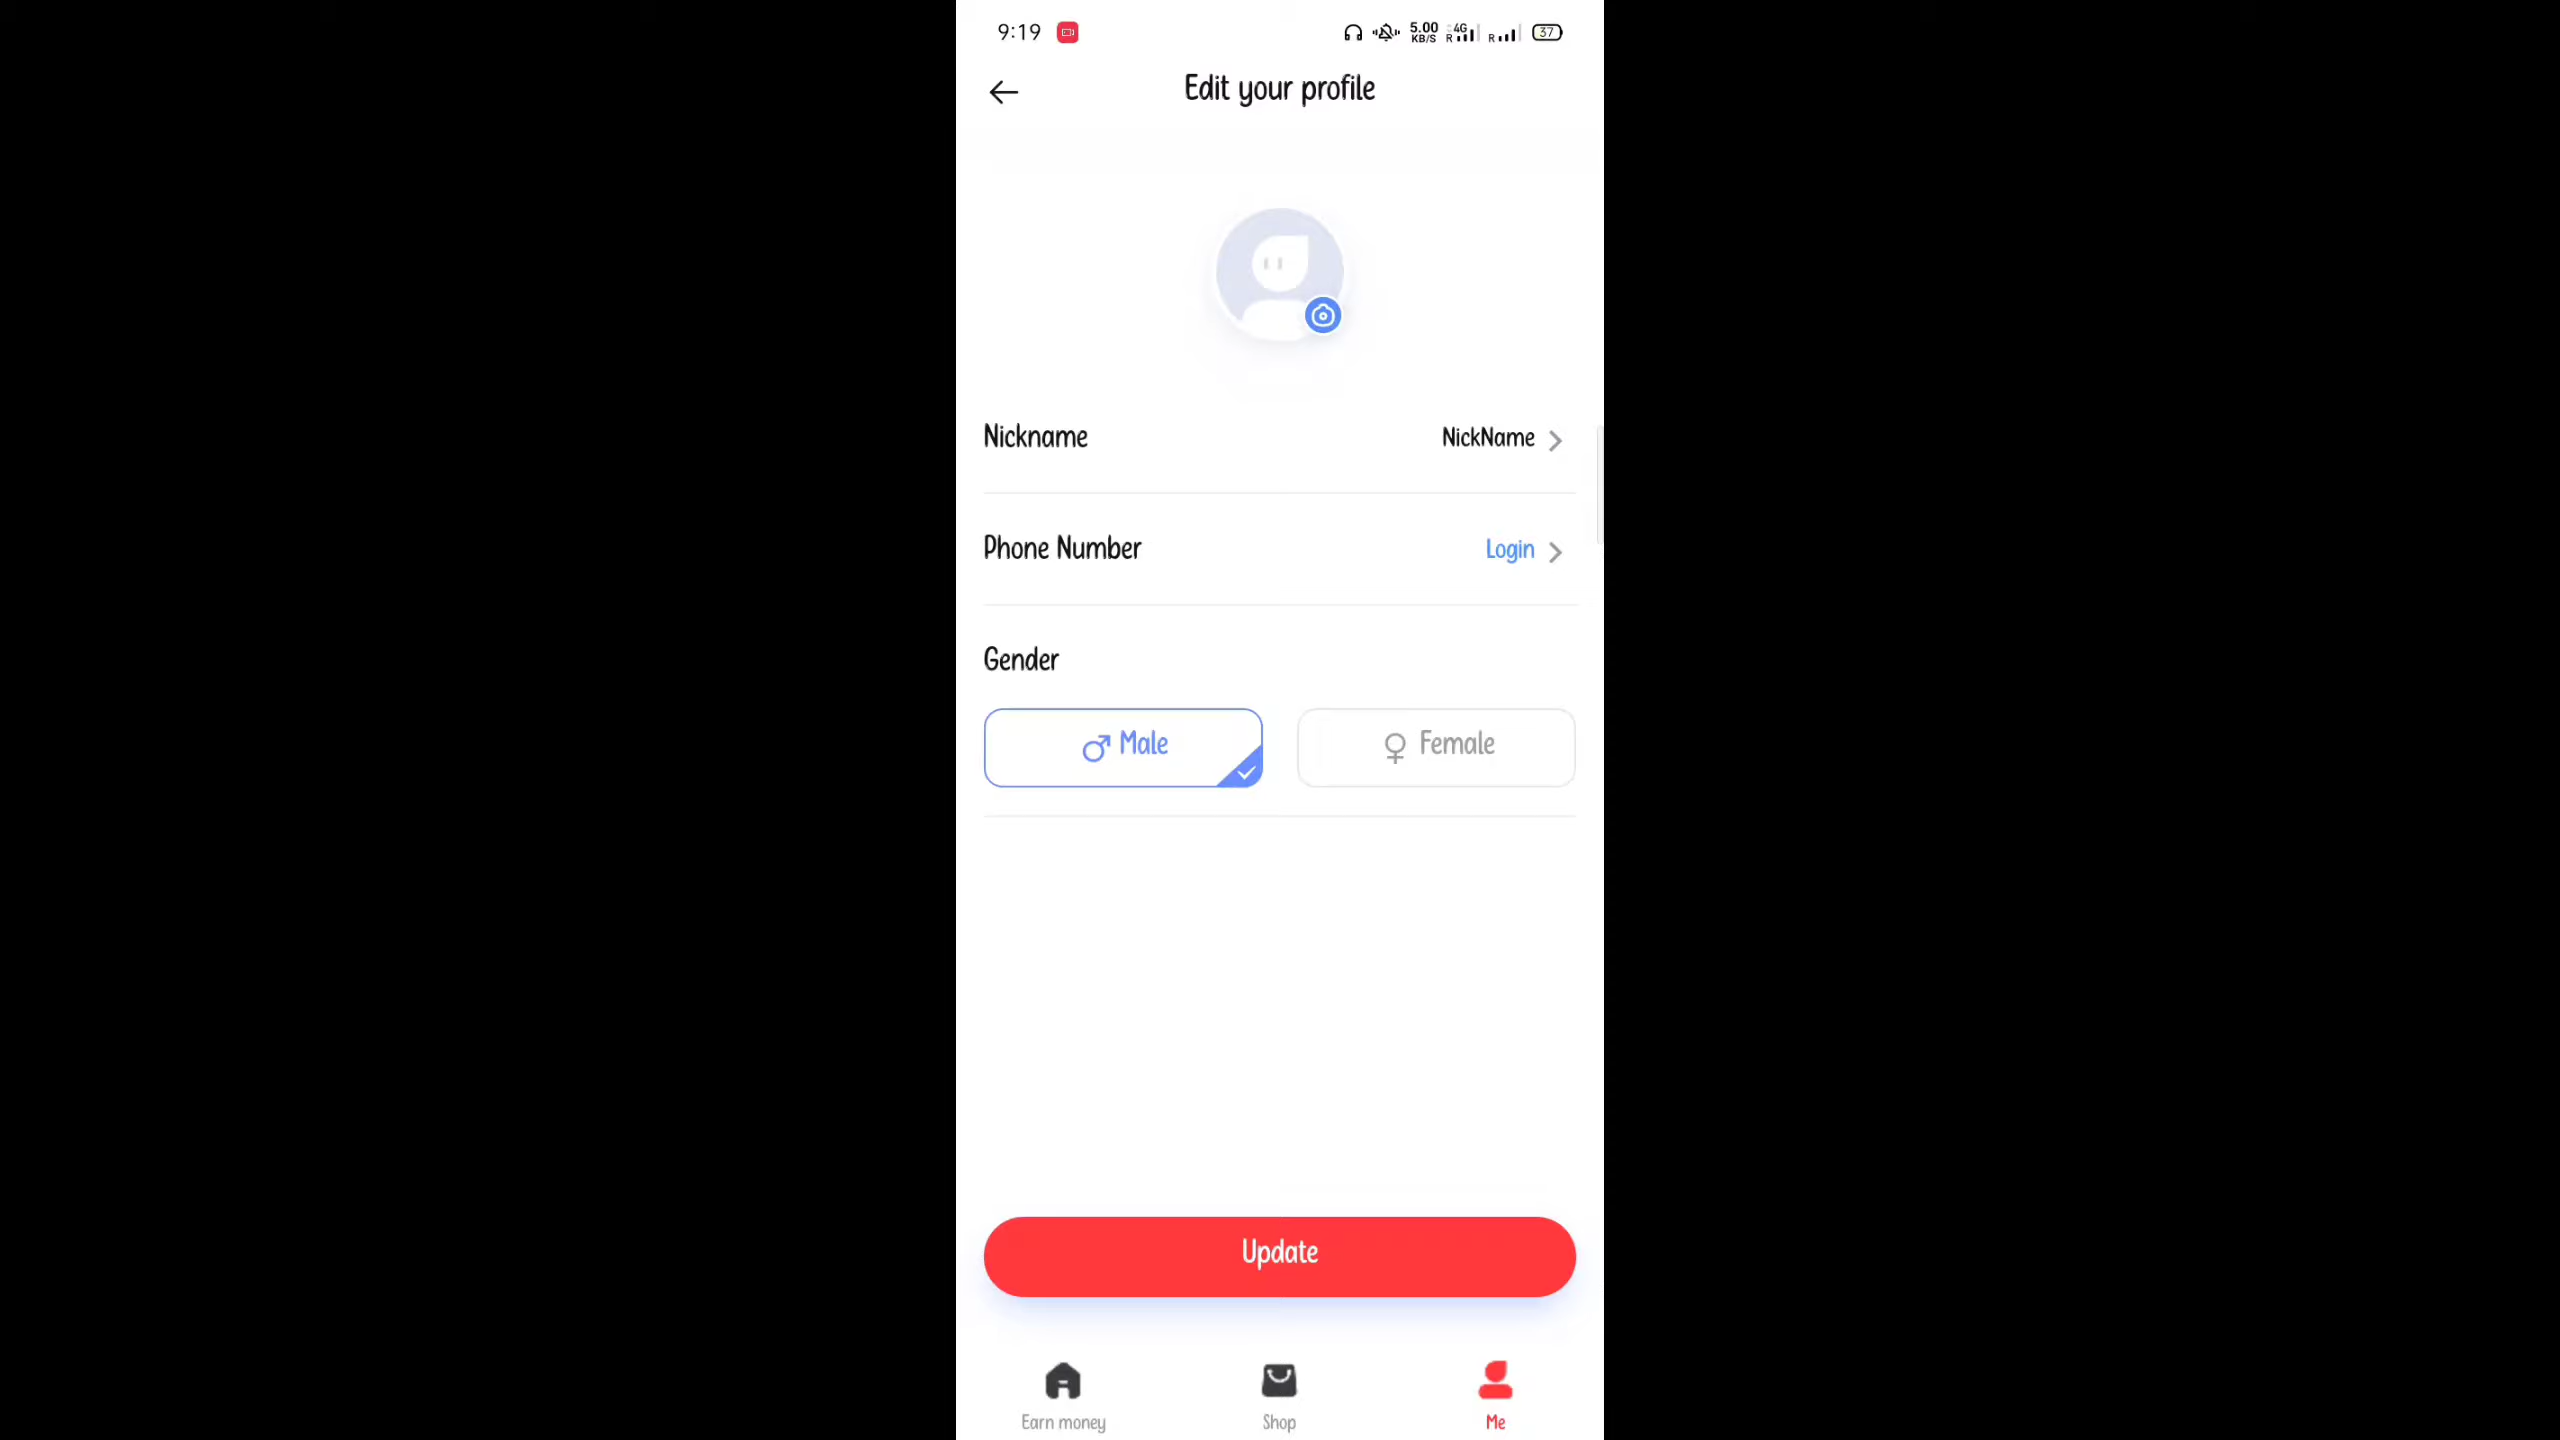 9:19
5.00
KB/S
4G
R
R
37
Edit your profile
Nickname
NickName
Phone Number
Login
Gender
Male
Female
Update
Earn money
Shop
Me